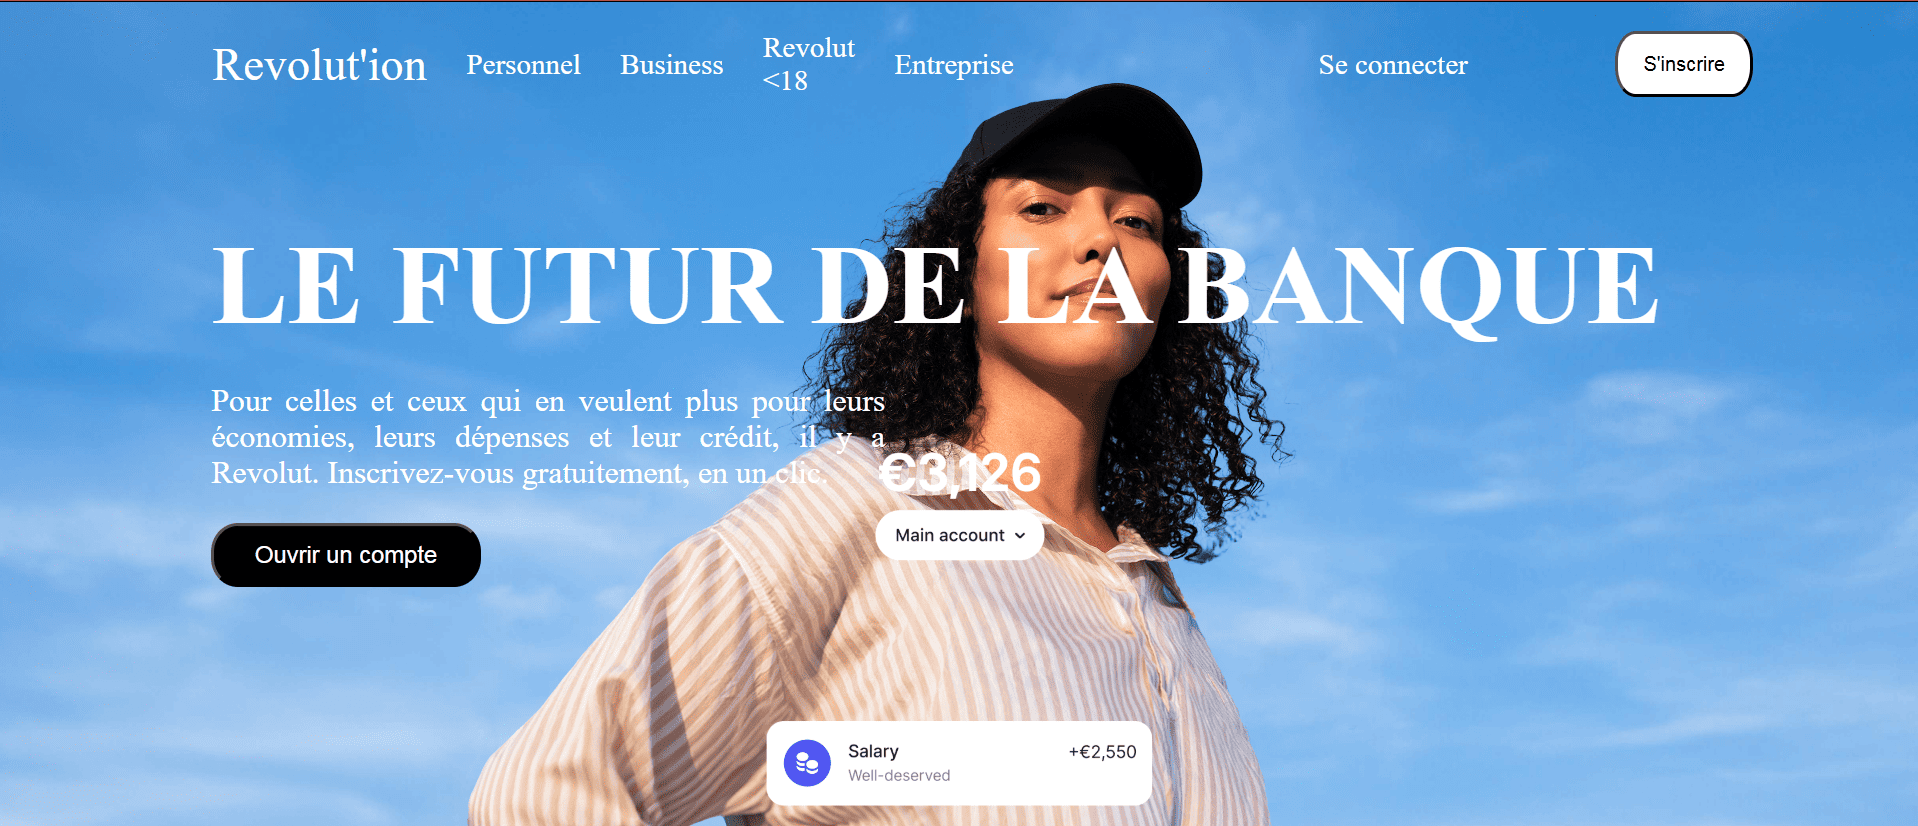 Revolut'ion
Personnel
Business
Revolut
<18
Entreprise
Se connecter
S'inscrire
LE FUTUR DE LA BANQUE
Pour celles et ceux qui en veulent plus pour leurs
économies, leurs dépenses et leur crédit, il y a
Revolut. Inscrivez-vous gratuitement, en un clic.
€3,126
Main account
Ouvrir un compte
Salary
+€2,550
Well-deserved